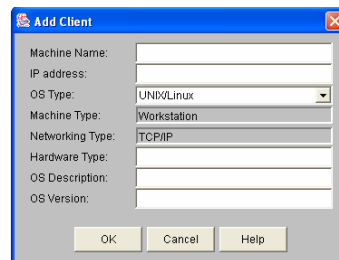 Add Client
Machine Name:
IP address:
OS Type: UNIX/Linux
Machine Type: Workstation
Networking Type: TCP/IP
Hardware Type:
OS Description:
OS Version:
OK Cancel Help